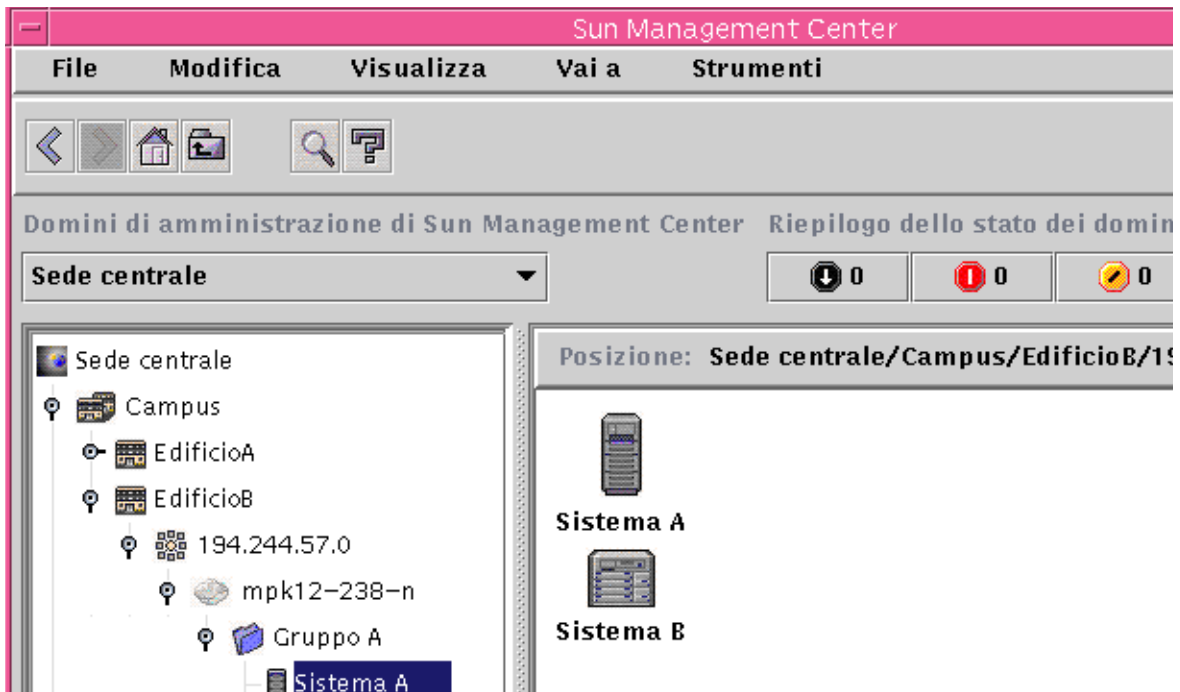 Sun Management Center
File Modifica Visualizza Vai a Strumenti
Domini di amministrazione di Sun Management Center Riepilogo dello stato dei domin
Sede centrale 0 0 0
Sede centrale
Posizione: Sede centrale/Campus/EdificioB/19
Campus
EdificioA
EdificioB
194.244.57.0
mpk12-238-n
Gruppo A
Sistema A
Sistema A
Sistema B